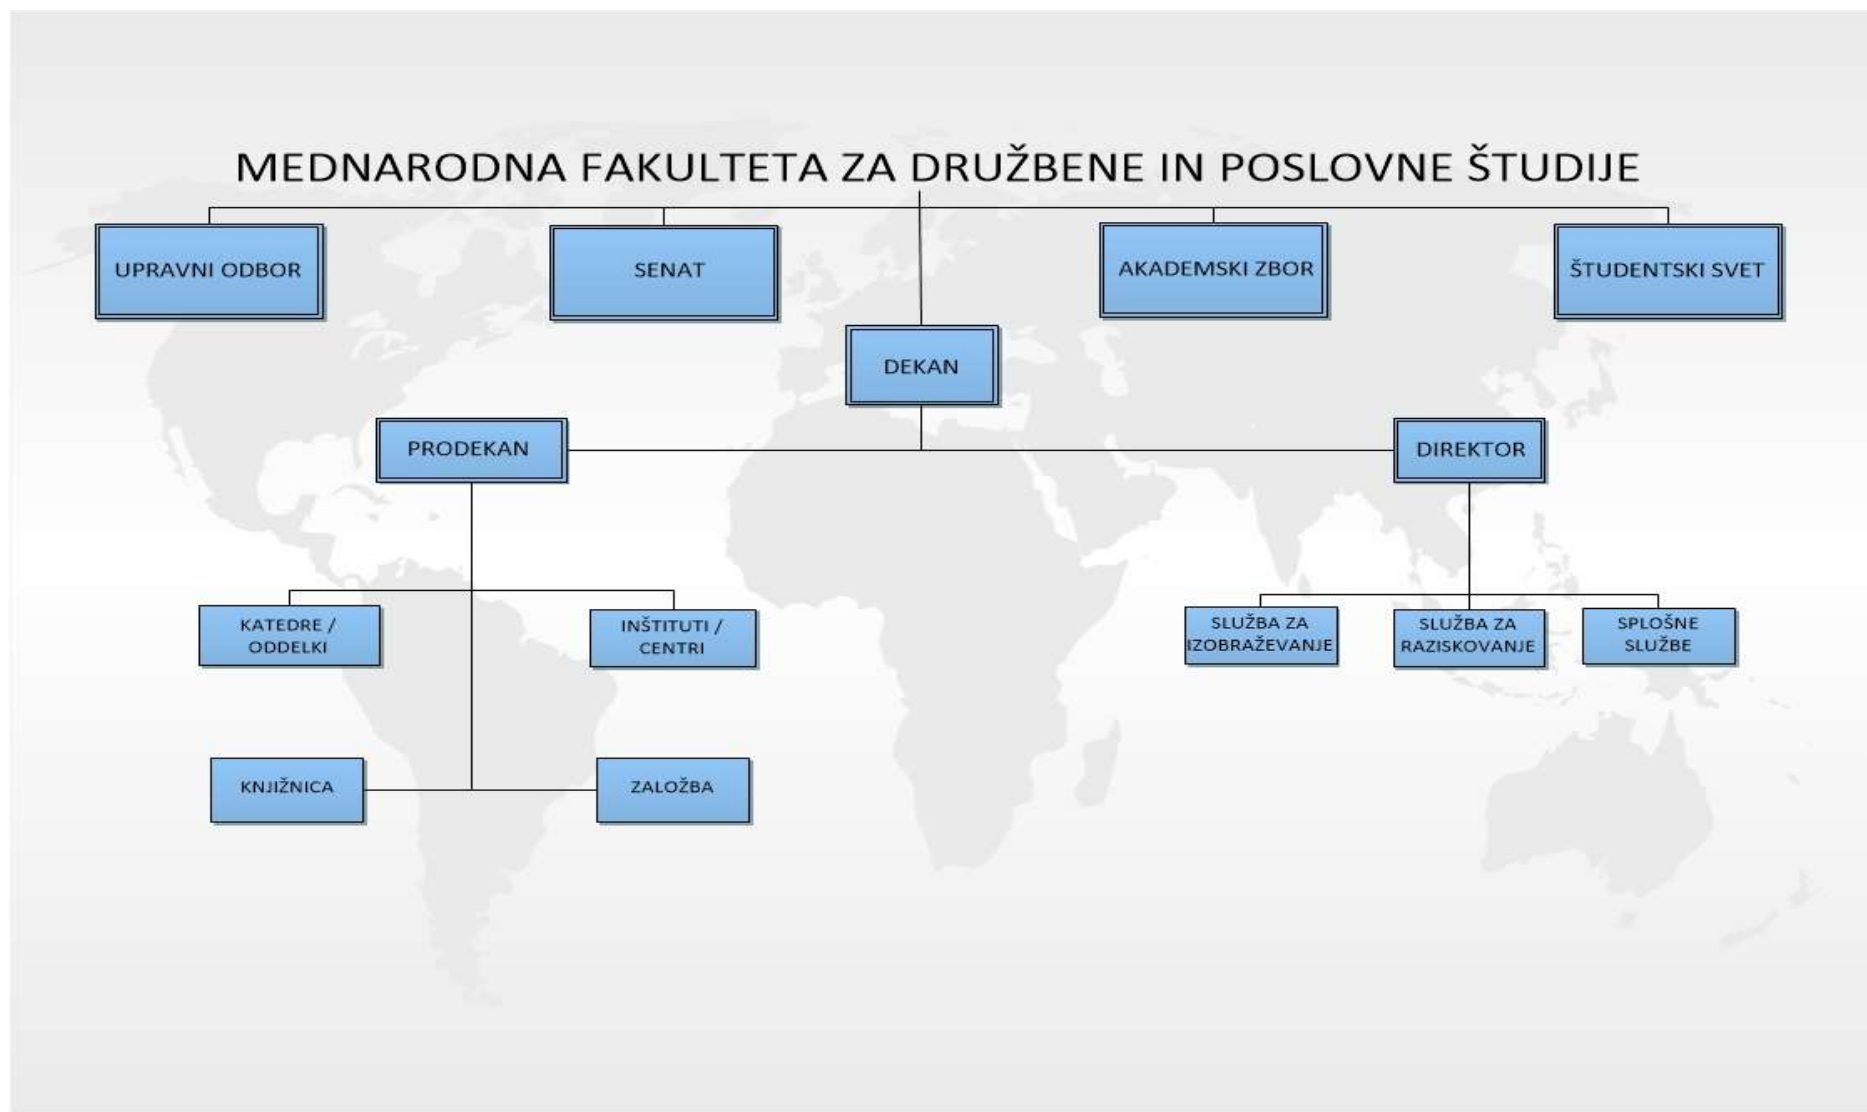 MEDNARODNA FAKULTETA ZA DRUŽBENE IN POSLOVNE ŠTUDIJE
UPRAVNI ODBOR
SENAT
AKADEMSKI ZBOR
ŠTUDENTSKI SVET
DEKAN
PRODEKAN
DIREKTOR
KATEDRE /
ODDELKI
INŠTITUTI /
CENTRI
SLUŽBA ZA
IZOBRAŽEVANJE
SLUŽBA ZA
RAZISKOVANJE
SPLOŠNE
SLUŽBE
KNJIŽNICA
ZALOŽBA